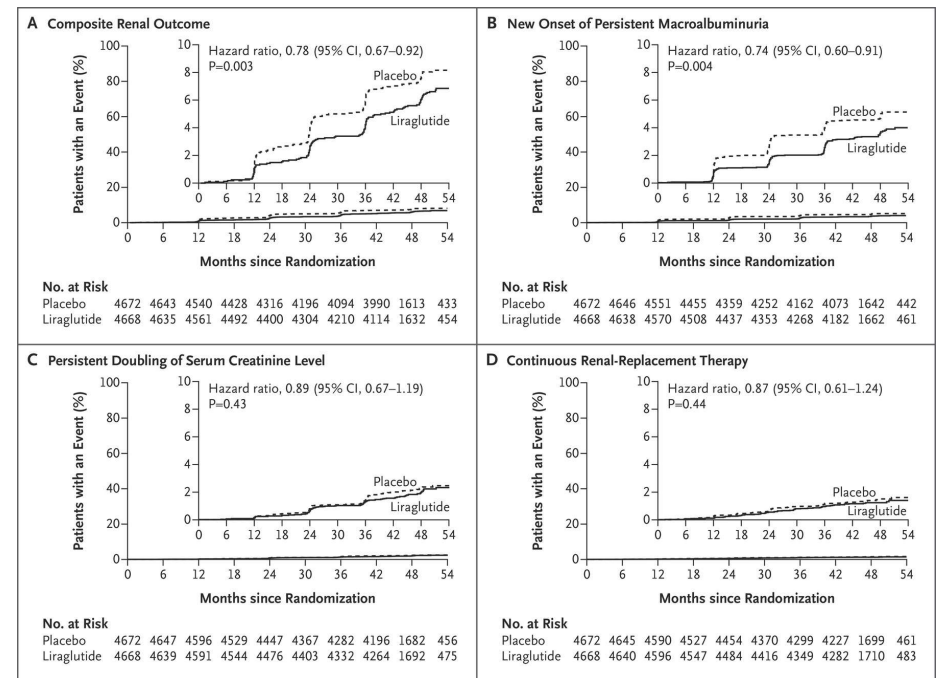 A Composite Renal Outcome
Patients with an Event (%)
100
80
60
40
20
0
10
8
6
4
2
0
Hazard ratio, 0.78 (95% CI, 0.67–0.92)
P=0.003
Placebo
Liraglutide
0 6 12 18 24 30 36 42 48 54
0 6 12 18 24 30 36 42 48 54
Months since Randomization
No. at Risk
Placebo 4672 4643 4540 4428 4316 4196 4094 3990 1613 433
Liraglutide 4668 4635 4561 4492 4400 4304 4210 4114 1632 454
B New Onset of Persistent Macroalbuminuria
Patients with an Event (%)
100
80
60
40
20
0
10
8
6
4
2
0
Hazard ratio, 0.74 (95% CI, 0.60–0.91)
P=0.004
Placebo
Liraglutide
0 6 12 18 24 30 36 42 48 54
0 6 12 18 24 30 36 42 48 54
Months since Randomization
No. at Risk
Placebo 4672 4646 4551 4455 4359 4252 4162 4073 1642 442
Liraglutide 4668 4638 4570 4508 4437 4353 4268 4182 1662 461
C Persistent Doubling of Serum Creatinine Level
Patients with an Event (%)
100
80
60
40
20
0
10
8
6
4
2
0
Hazard ratio, 0.89 (95% CI, 0.67–1.19)
P=0.43
Placebo
Liraglutide
0 6 12 18 24 30 36 42 48 54
0 6 12 18 24 30 36 42 48 54
Months since Randomization
No. at Risk
Placebo 4672 4647 4596 4529 4447 4367 4282 4196 1682 456
Liraglutide 4668 4639 4591 4544 4476 4403 4332 4264 1692 475
D Continuous Renal-Replacement Therapy
Patients with an Event (%)
100
80
60
40
20
0
10
8
6
4
2
0
Hazard ratio, 0.87 (95% CI, 0.61–1.24)
P=0.44
Placebo
Liraglutide
0 6 12 18 24 30 36 42 48 54
0 6 12 18 24 30 36 42 48 54
Months since Randomization
No. at Risk
Placebo 4672 4645 4590 4527 4454 4370 4299 4227 1699 461
Liraglutide 4668 4640 4596 4547 4484 4416 4349 4282 1710 483